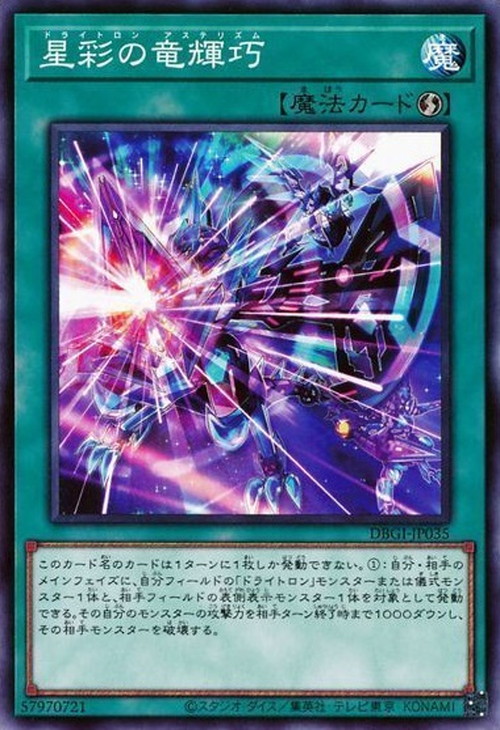 ドライトロン アステリズム
星彩の竜輝巧
魔
【魔法カード】
DBGI-JP035
このカード名のカードは1ターンに1枚しか発動できない。①:自分・相手の
メインフェイズに、自分フィールドの「ドライトロン」モンスターまたは儀式モン
スター1体と、相手フィールドの表側表示モンスター1体を対象として発動
できる。その自分のモンスターの攻撃力を相手ターン終了時まで1000ダウンし、
その相手モンスターを破壊する。
57970721 ©スタジオ・ダイス／集英社・テレビ東京 KONAMI